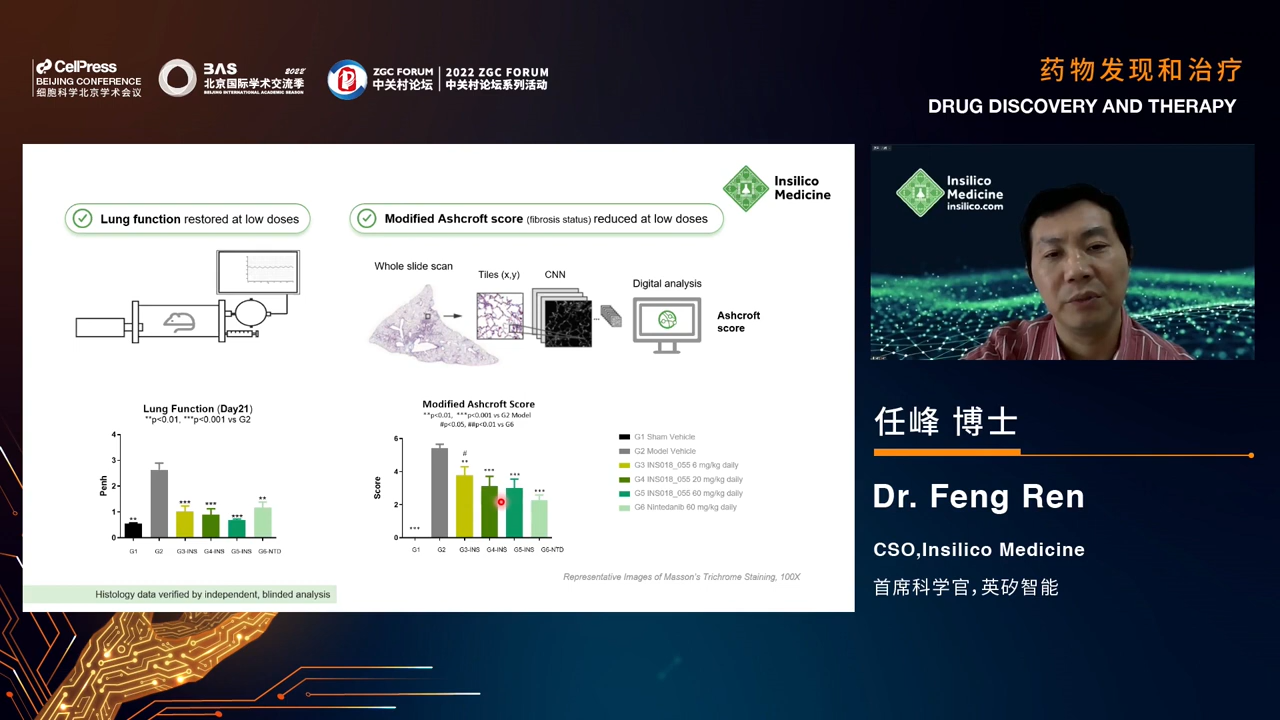 CellPress
BEIJING CONFERENCE
细胞科学北京学术会议
BAS 2022
北京国际学术交流季
BEIJING INTERNATIONAL ACADEMIC SEASON
ZGC FORUM
中关村论坛
2022 ZGC FORUM
中关村论坛系列活动
药物发现和治疗
DRUG DISCOVERY AND THERAPY
Insilico
Medicine
Lung function restored at low doses
Modified Ashcroft score (fibrosis status) reduced at low doses
Whole slide scan
Tiles (x,y)
CNN
...
Digital analysis
Ashcroft
score
Lung Function (Day21)
**p<0.01, ***p<0.001 vs G2
Penh
4
3
2
1
0
** *** *** *** **
G1 G2 G3-INS G4-INS G5-INS G6-NTD
Modified Ashcroft Score
**p<0.01, ***p<0.001 vs G2 Model
#p<0.05, ##p<0.01 vs G6
Score
6
4
2
0
#
*** ** *** *** ***
G1 G2 G3-INS G4-INS G5-INS G6-NTD
G1 Sham Vehicle
G2 Model Vehicle
G3 INS018_055 6 mg/kg daily
G4 INS018_055 20 mg/kg daily
G5 INS018_055 60 mg/kg daily
G6 Nintedanib 60 mg/kg daily
Representative Images of Masson's Trichrome Staining, 100X
Histology data verified by independent, blinded analysis
Insilico
Medicine
insilico.com
任峰 博士
Dr. Feng Ren
CSO,Insilico Medicine
首席科学官,英矽智能